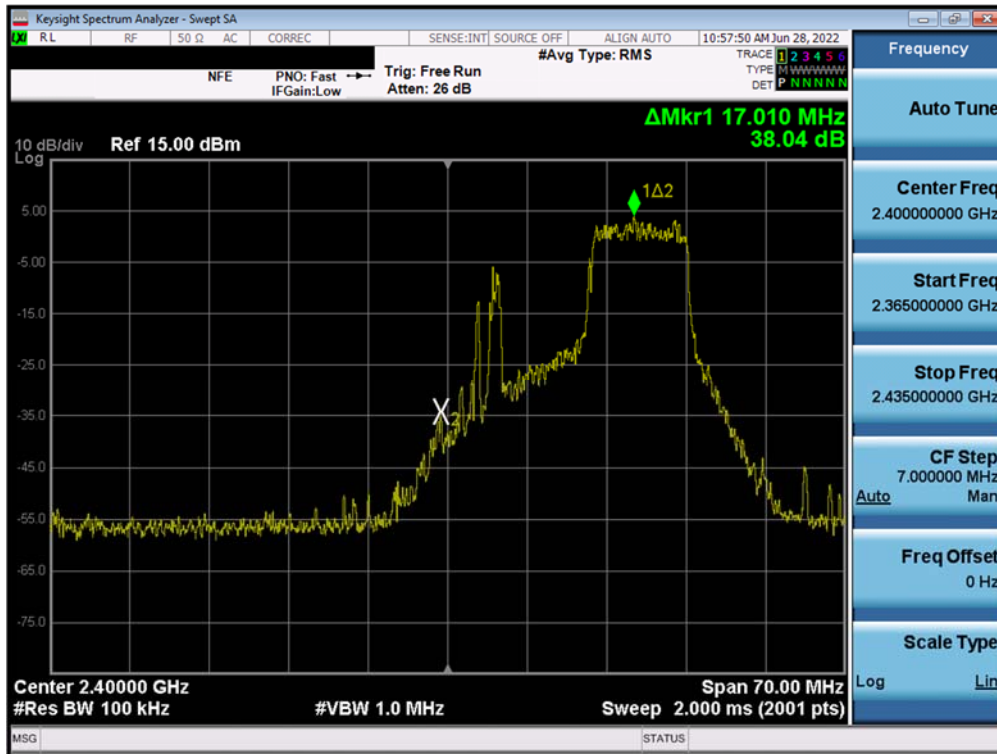 Keysight Spectrum Analyzer - Swept SA
LXI RL RF 50 Ω AC CORREC SENSE:INT SOURCE OFF ALIGN AUTO 10:57:50 AM Jun 28, 2022
NFE PNO: Fast Trig: Free Run #Avg Type: RMS TRACE 1 2 3 4 5 6
IFGain:Low Atten: 26 dB TYPE M WWWWW
DET P N N N N N
ΔMkr1 17.010 MHz
38.04 dB
10 dB/div Ref 15.00 dBm
Log
1Δ2
5.00
-5.00
-15.0
-25.0
-35.0
2
-45.0
-55.0
-65.0
-75.0
Center 2.40000 GHz Span 70.00 MHz
#Res BW 100 kHz #VBW 1.0 MHz Sweep 2.000 ms (2001 pts)
MSG STATUS
Frequency
Auto Tune
Center Freq
2.400000000 GHz
Start Freq
2.365000000 GHz
Stop Freq
2.435000000 GHz
CF Step
7.000000 MHz
Auto Man
Freq Offset
0 Hz
Scale Type
Log Lin